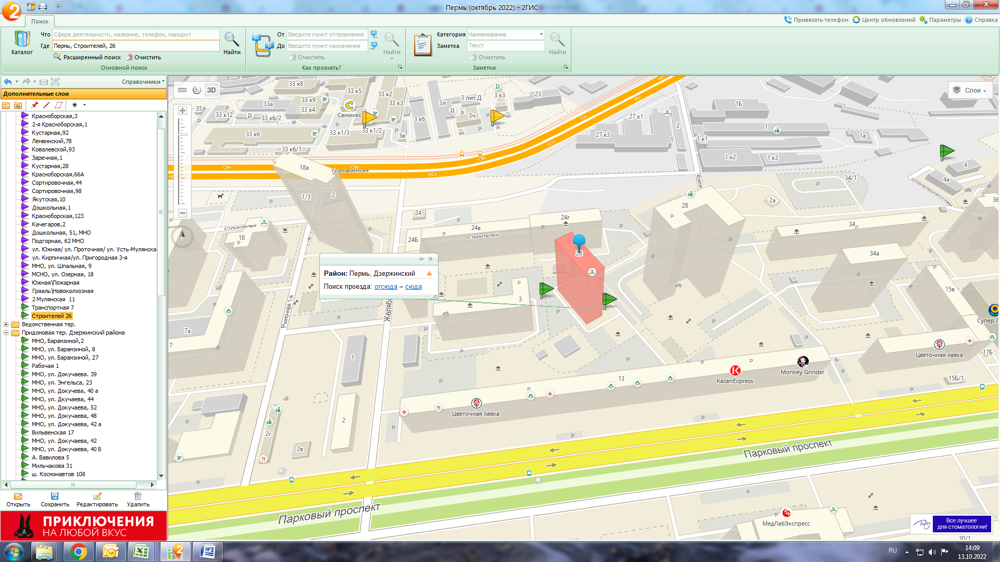 Пермь (октябрь 2022) - 2ГИС
Поиск
Привязать телефон
Центр обновлений
Параметры
Справка
Каталог
Что
Сфера деятельности, название, телефон, маршрут
Где
Пермь, Строителей, 26
Расширенный поиск
Очистить
Найти
Основной поиск
От
Введите пункт отправления
До
Введите пункт назначения
Очистить
Найти
Как проехать?
Категория
Наименование
Заметка
Текст
Очистить
Найти
Заметки
Справочники
Дополнительные слои
Красноборская,3
2-я Красноборская,1
Кустарная,92
Ленвинский,78
Ковалевской,93
Заречная,1
Кустарная,28
Красноборская,66А
Сортировочная,44
Сортировочная,98
Якутская,10
Дошкольная,1
Красноборская,123
Качегаров,2
Дошкольная, 51, МНО
Подгорная, 62 МНО
ул. Южная/ ул. Проточная/ ул. Усть-Мулянска
ул. Кирпичная/ул. Пригородная 3-я
МНО, ул. Шпальная, 9
МСНО, ул. Озерная, 18
Южная\Пожарная
Грааль\Новоколхозная
2 Мулянская 11
Транспортная 7
Строителей 26
Ведомственная тер.
Придомовая тер. Дзержинский района
МНО, Барамзиной,2
МНО, ул. Барамзиной, 8
МНО, ул. Барамзиной, 27
Рабочая 1
МНО, ул. Докучаева. 39
МНО, ул. Энгельса, 23
МНО, ул. Докучева, 40 а
МНО, ул. Дкучаева, 44
МНО, ул. Докучаева, 52
МНО, ул. Докучаева, 48
МНО, ул. Докучаева, 42 а
Вильвенская 17
МНО, ул. Докучаева, 42
МНО, ул. Докучаева, 40 Б
А. Вавилова 5
Мильчакова 31
ш. Космонавтов 108
Открыть
Сохранить
Редактировать
Удалить
ПРИКЛЮЧЕНИЯ
НА ЛЮБОЙ ВКУС
3D
Слои
33 к8
33 к5
33 к2
33 к9
33 к3
33а
33 к4
35
33 к12
33 к6/2
Санмикс
33 к6
33 к1/3
33 к1/2
33 к6/1
3в
3 к6
3л
3 лит Д
3ч
3 к3
23
27 к1
27 к3
2
1Б
1
1а
1 к1
1 к2
1 к3
4
4а
34/1
Шпалопропиточная
Трамвайная
18а
1/3
2
24
24г
24в
24Б
Строителей
Строителей
18
28
2а
34
34а
36
26
Район: Пермь, Дзержинский
Поиск проезда: отсюда – сюда
3
15в
Рыночная 1-я
7а
7
1
Супер
Цветочная лавка
17Б
15Б/1
Monkey Grinder
KazanExpress
13
Цветочная лавка
2
2г
2в
Парковый проспект
Парковый проспект
МедЛабЭкспресс
Все лучшее
для стоматологии!
30/1
RU
14:09
13.10.2022